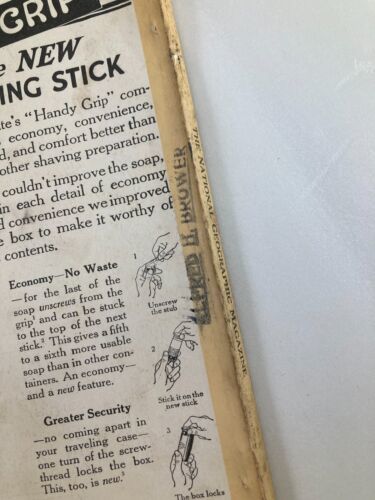 GRIP
e NEW
ING STICK
te's "Handy Grip" com-
, economy, convenience,
d, and comfort better than
other shaving preparation.
couldn't improve the soap,
in each detail of economy
d convenience we improved
e box to make it worthy of
contents.
Economy—No Waste
—for the last of the
soap unscrews from the
grip¹ and can be stuck
to the top of the next
stick.² This gives a fifth
to a sixth more usable
soap than in other con-
tainers. An economy—
and a new feature.
Greater Security
—no coming apart in
your traveling case—
one turn of the screw-
thread locks the box.
This, too, is new.³
1
Unscrew
the stub
2
Stick it on the
new stick
3
The box locks
ALFRED H. BROWER
THE NATIONAL GEOGRAPHIC MAGAZINE